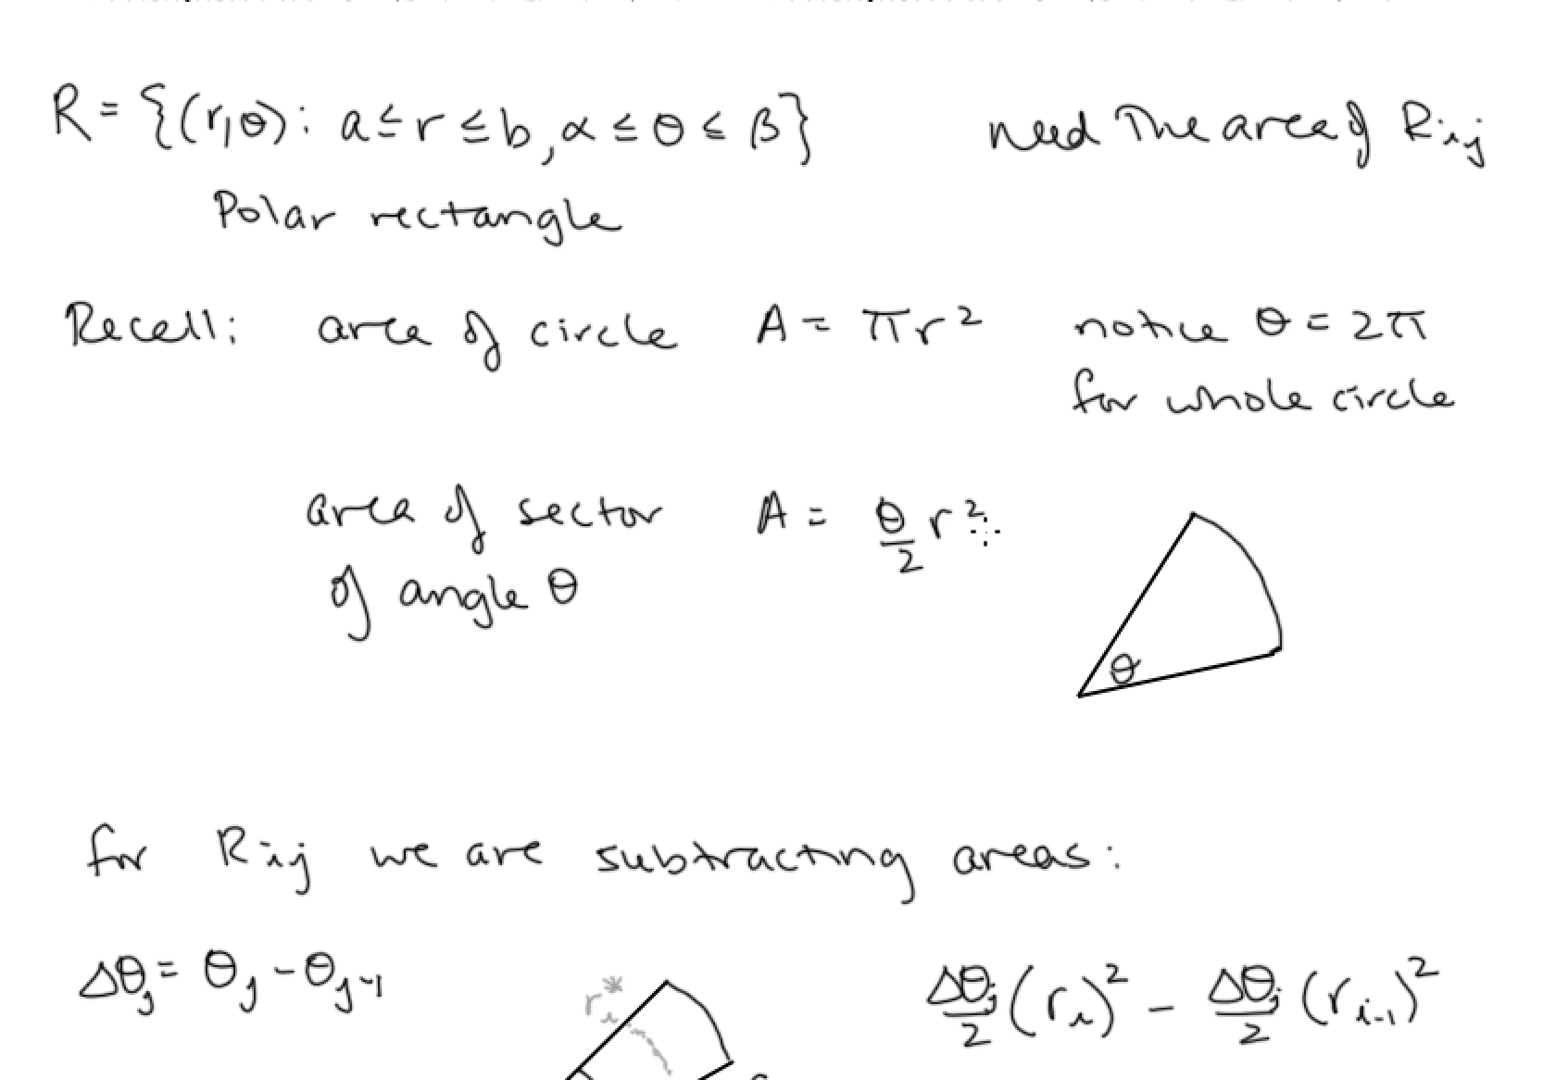 R = {(r,θ): a ≤ r ≤ b, α ≤ θ ≤ β} need the area of Rij
Polar rectangle
Recall: area of circle A = πr² notice θ = 2π
for whole circle
area of sector A = θ/2 r²
of angle θ
θ
for Rij we are subtracting areas:
Δθj = θj - θj-1
ri*
Δθj/2 (ri)² - Δθj/2 (ri-1)²